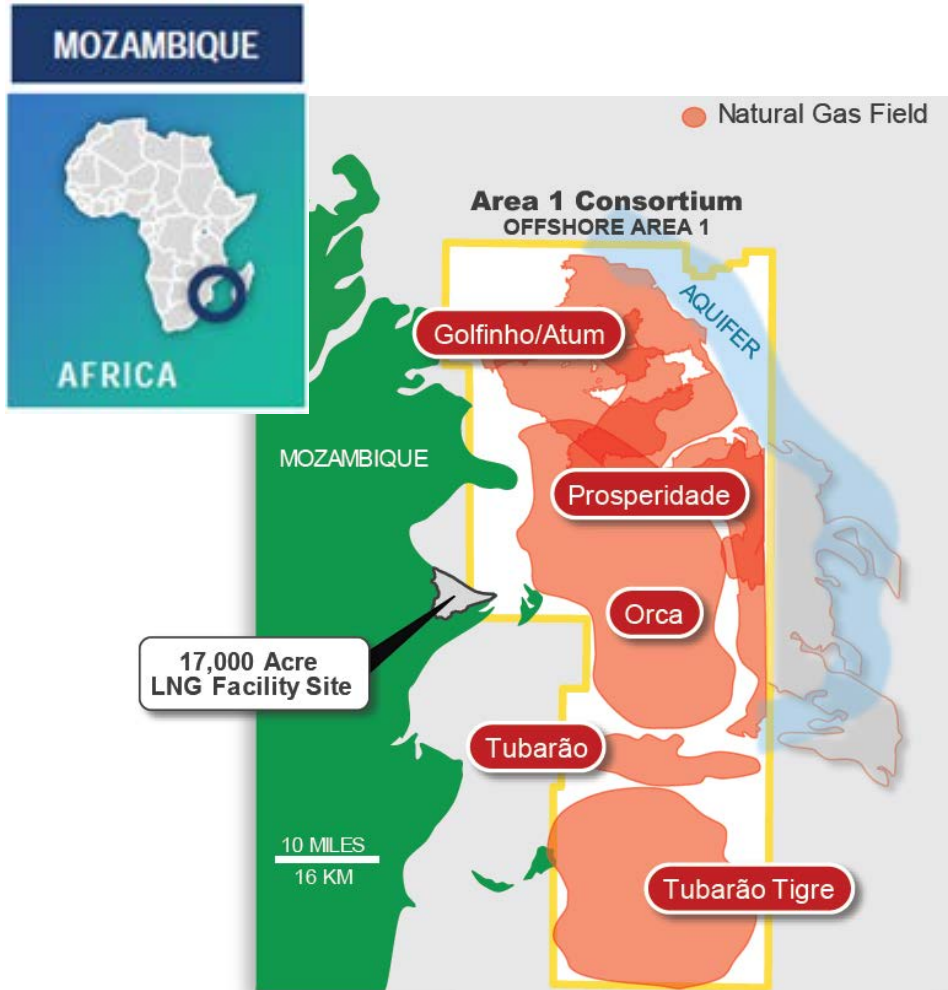 MOZAMBIQUE
AFRICA
Natural Gas Field
Area 1 Consortium
OFFSHORE AREA 1
AQUIFER
Golfinho/Atum
MOZAMBIQUE
Prosperidade
Orca
17,000 Acre
LNG Facility Site
Tubarão
10 MILES
16 KM
Tubarão Tigre